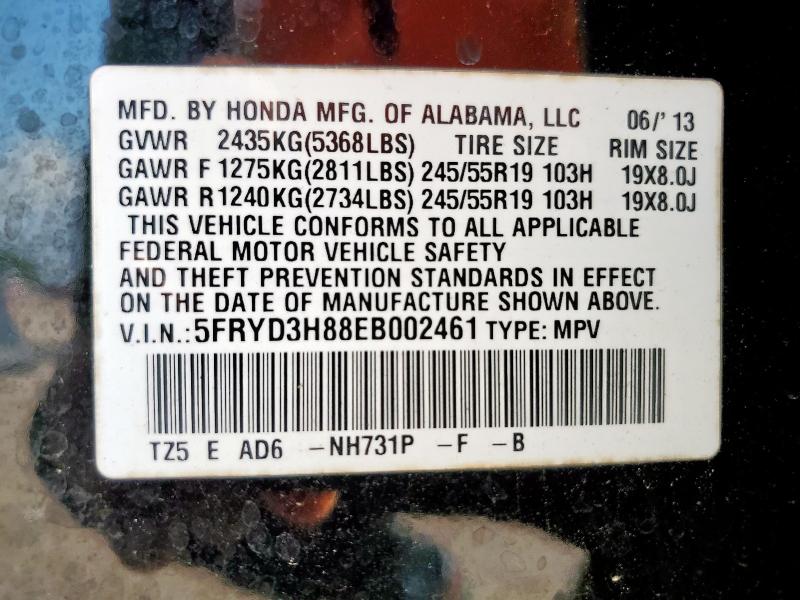 MFD. BY HONDA MFG. OF ALABAMA, LLC 06/' 13
GVWR 2435KG(5368LBS) TIRE SIZE RIM SIZE
GAWR F 1275KG(2811LBS) 245/55R19 103H 19X8.0J
GAWR R 1240KG(2734LBS) 245/55R19 103H 19X8.0J
THIS VEHICLE CONFORMS TO ALL APPLICABLE
FEDERAL MOTOR VEHICLE SAFETY
AND THEFT PREVENTION STANDARDS IN EFFECT
ON THE DATE OF MANUFACTURE SHOWN ABOVE.
V.I.N.: 5FRYD3H88EB002461 TYPE: MPV
TZ5 E AD6 -NH731P -F -B